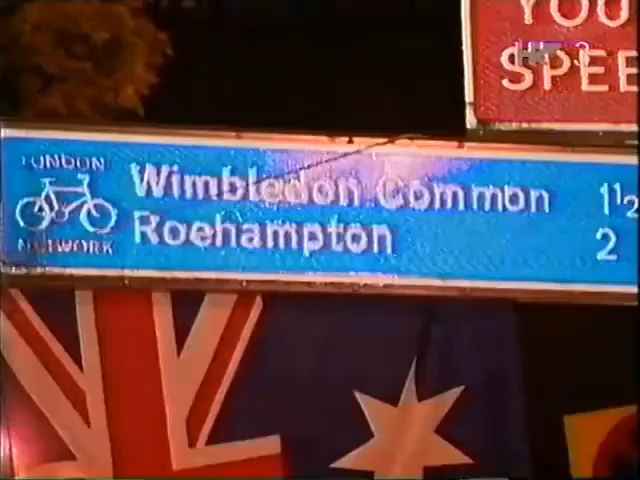 YOU
SPEE
LONDON
NETWORK
Wimbledon Common 1½
Roehampton 2